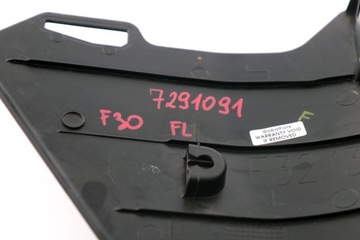 7291091
F30 FL
F
WARRANTY VOID
IF REMOVED